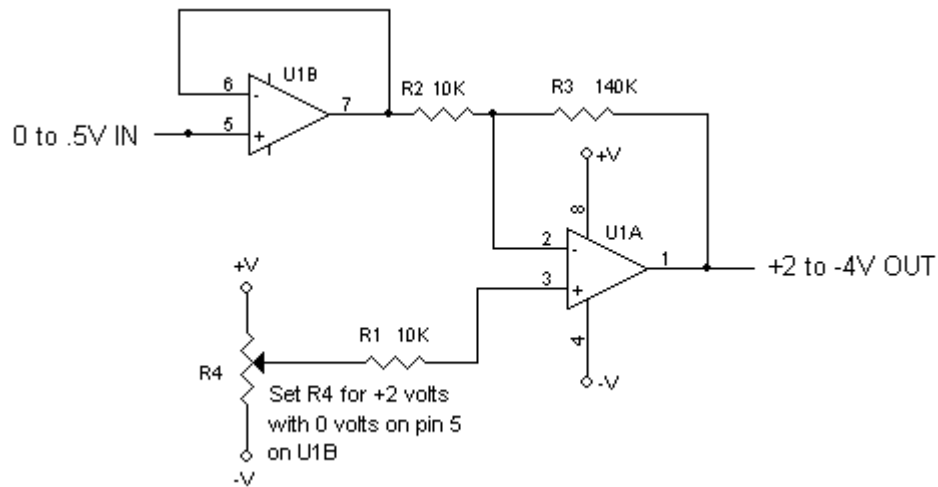 6
U1B
-
7
5
+
0 to .5V IN
R2 10K
R3 140K
+V
8
U1A
2
-
1
3
+
+2 to -4V OUT
4
-V
+V
R1 10K
R4
Set R4 for +2 volts
with 0 volts on pin 5
on U1B
-V